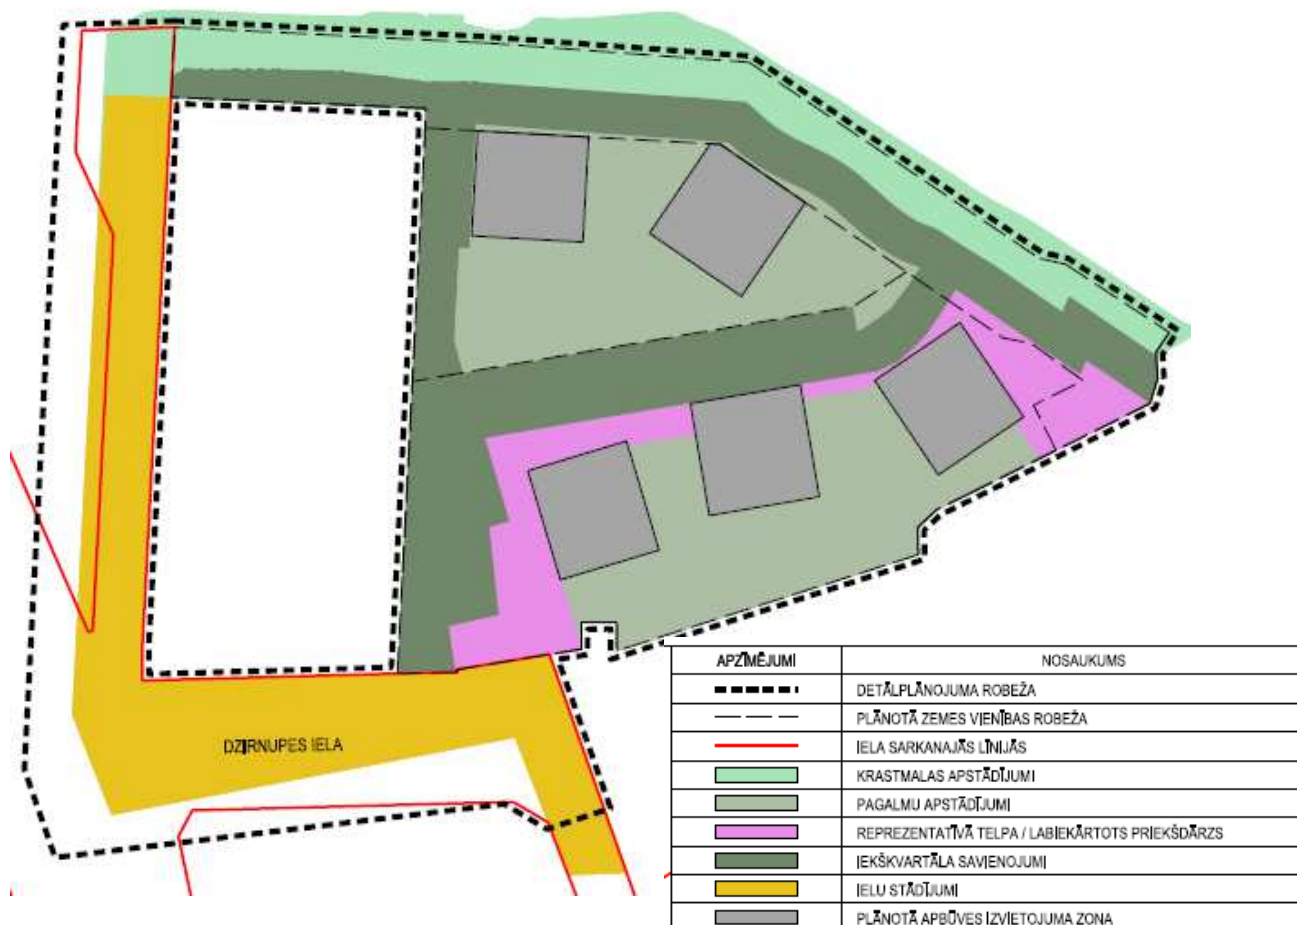 DZIRNUPES IELA
APZĪMĒJUMI NOSAUKUMS
DETĀLPLĀNOJUMA ROBEŽA
PLĀNOTĀ ZEMES VIENĪBAS ROBEŽA
IELA SARKANAJĀS LĪNIJĀS
KRASTMALAS APSTĀDĪJUMI
PAGALMU APSTĀDĪJUMI
REPREZENTATĪVĀ TELPA / LABIEKĀRTOTS PRIEKŠDĀRZS
IEKŠKVARTĀLA SAVIENOJUMI
IELU STĀDĪJUMI
PLĀNOTĀ APBŪVES IZVIETOJUMA ZONA